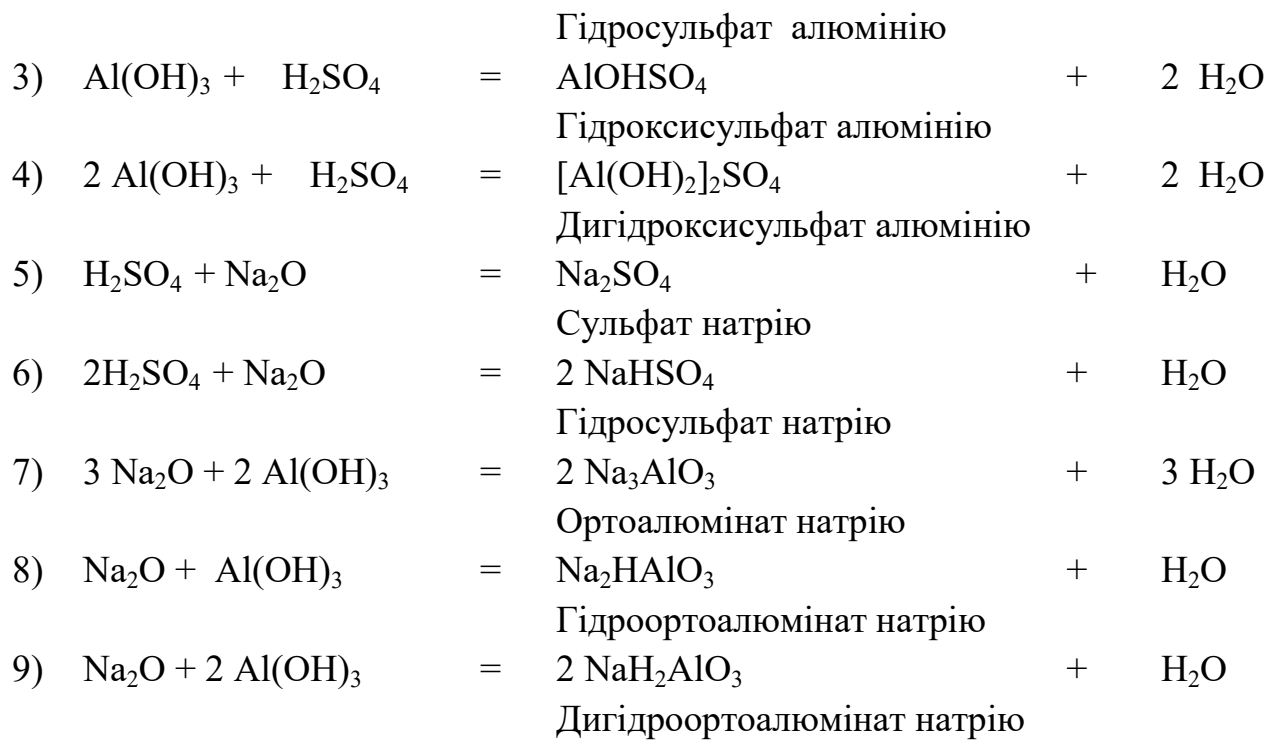 Гідросульфат алюмінію
3) Al(OH)₃ + H₂SO₄ = AlOHSO₄ + 2 H₂O
Гідроксисульфат алюмінію
4) 2 Al(OH)₃ + H₂SO₄ = [Al(OH)₂]₂SO₄ + 2 H₂O
Дигідроксисульфат алюмінію
5) H₂SO₄ + Na₂O = Na₂SO₄ + H₂O
Сульфат натрію
6) 2H₂SO₄ + Na₂O = 2 NaHSO₄ + H₂O
Гідросульфат натрію
7) 3 Na₂O + 2 Al(OH)₃ = 2 Na₃AlO₃ + 3 H₂O
Ортоалюмінат натрію
8) Na₂O + Al(OH)₃ = Na₂HAlO₃ + H₂O
Гідроортоалюмінат натрію
9) Na₂O + 2 Al(OH)₃ = 2 NaH₂AlO₃ + H₂O
Дигідроортоалюмінат натрію